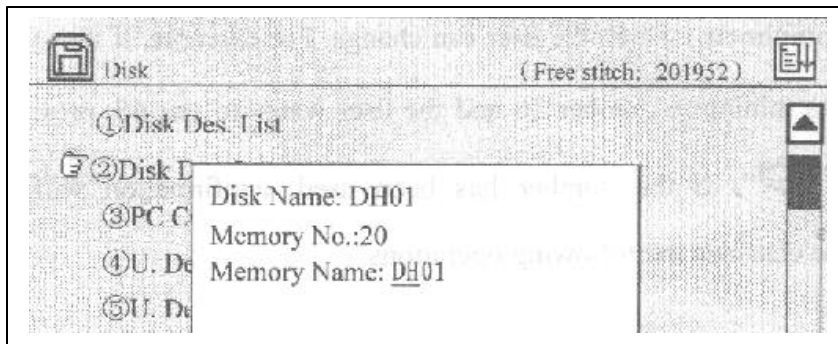 Disk
(Free stitch: 201952)
①Disk Des. List
②Disk D
③PC C
④U. De
⑤U. De
Disk Name: DH01
Memory No.:20
Memory Name: DH01